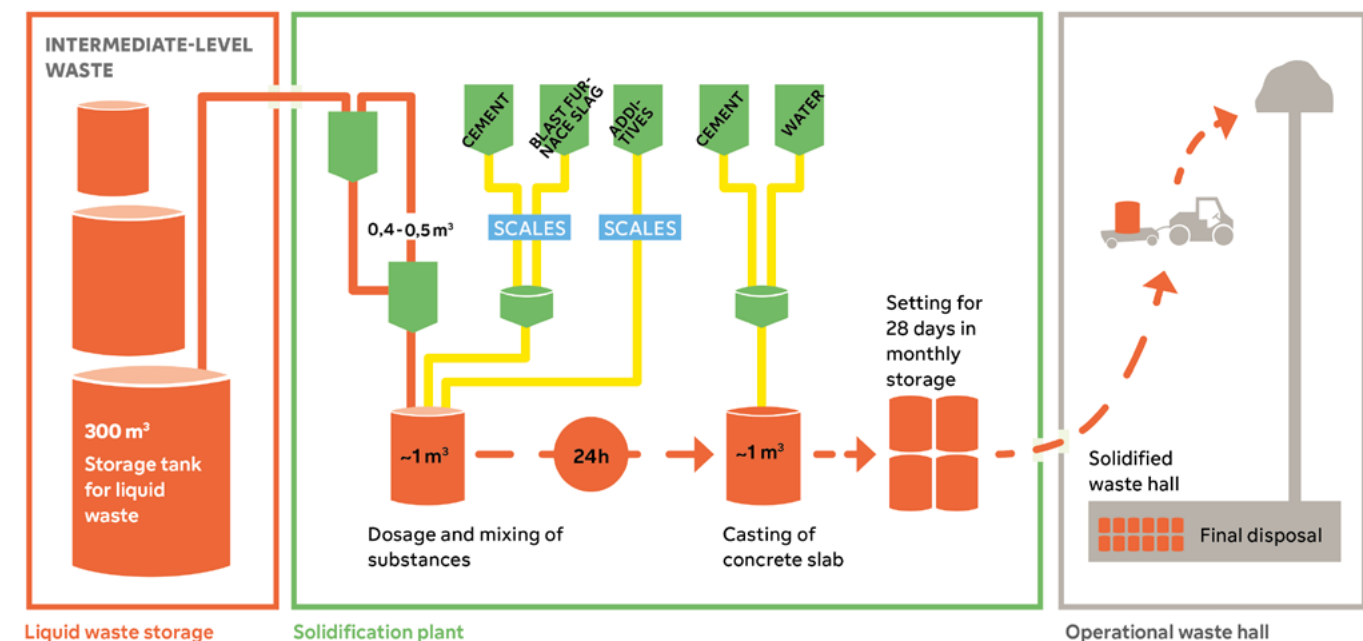 INTERMEDIATE-LEVEL
WASTE
300 m³
Storage tank
for liquid
waste
Liquid waste storage
0,4-0,5 m³
CEMENT
BLAST FUR-
NACE SLAG
ADDI-
TIVES
SCALES
SCALES
CEMENT
WATER
~1 m³
24h
~1 m³
Dosage and mixing of
substances
Casting of
concrete slab
Setting for
28 days in
monthly
storage
Solidification plant
Solidified
waste hall
Final disposal
Operational waste hall